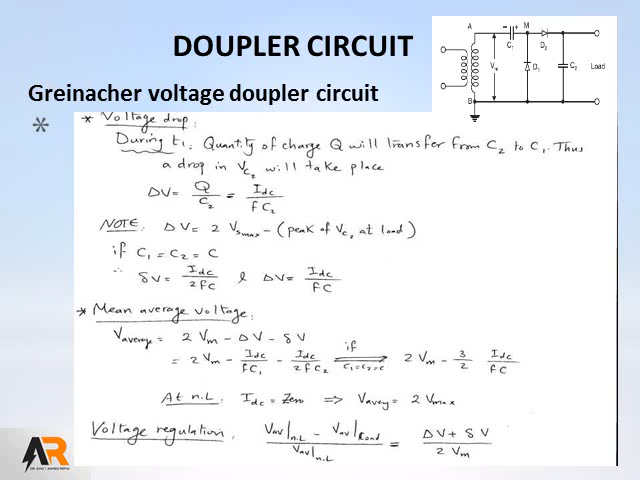 DOUPLER CIRCUIT
Greinacher voltage doupler circuit
A
M
C₁
D₂
Vₛ
D₁
C₂
Load
B
* Voltage drop:
During t₁: Quantity of charge Q will transfer from C₂ to C₁. Thus
a drop in V_C₂ will take place
ΔV = Q/C₂ = Idc/fC₂
NOTE: ΔV = 2 Vsmax - (peak of V_C₂ at load)
if C₁ = C₂ = C
∴ δV = Idc/2fC & ΔV = Idc/fC
* Mean average voltage:
Vaverage = 2 Vm - ΔV - δV
= 2 Vm - Idc/fC₁ - Idc/2fC₂ ⟹ if C₁=C₂=C 2 Vm - 3/2 Idc/fC
At n.L: Idc = Zero ⇒ Vaverg = 2 Vmax
Voltage regulation: (Vav|n.L - Vav|Load)/Vav|n.L = (ΔV + δV)/2 Vm
AR